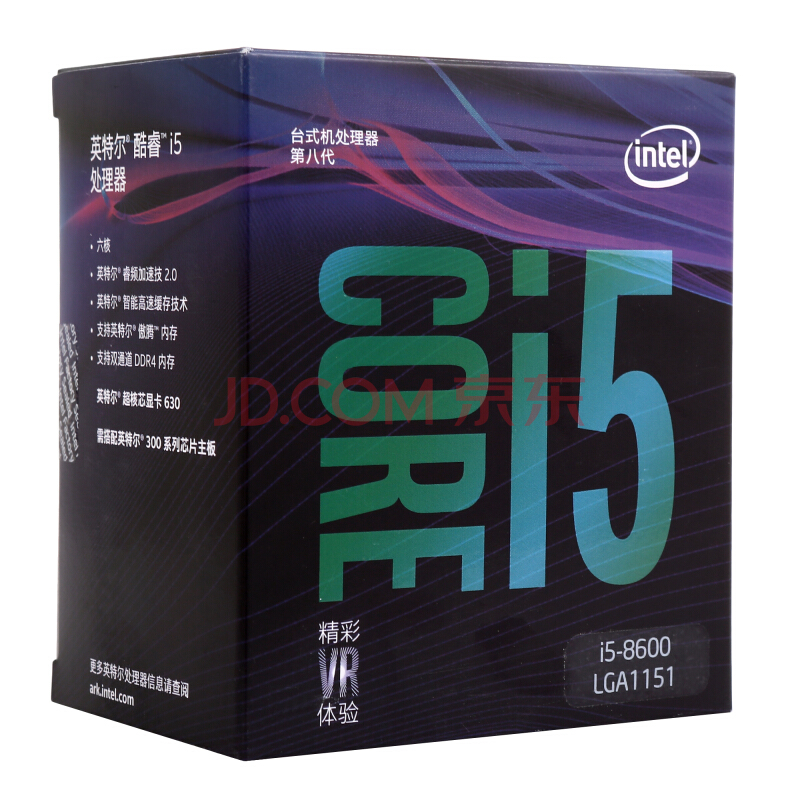 英特尔® 酷睿™ i5
处理器
• 六核
• 英特尔® 睿频加速技 2.0
• 英特尔® 智能高速缓存技术
• 支持英特尔® 傲腾™ 内存
• 支持双通道 DDR4 内存
英特尔® 超核芯显卡 630
需搭配英特尔® 300 系列芯片主板
更多英特尔处理器信息请查阅
ark.intel.com
台式机处理器
第八代
intel
CORE i5
JD.COM 京东
精彩
VR
体验
i5-8600
LGA1151